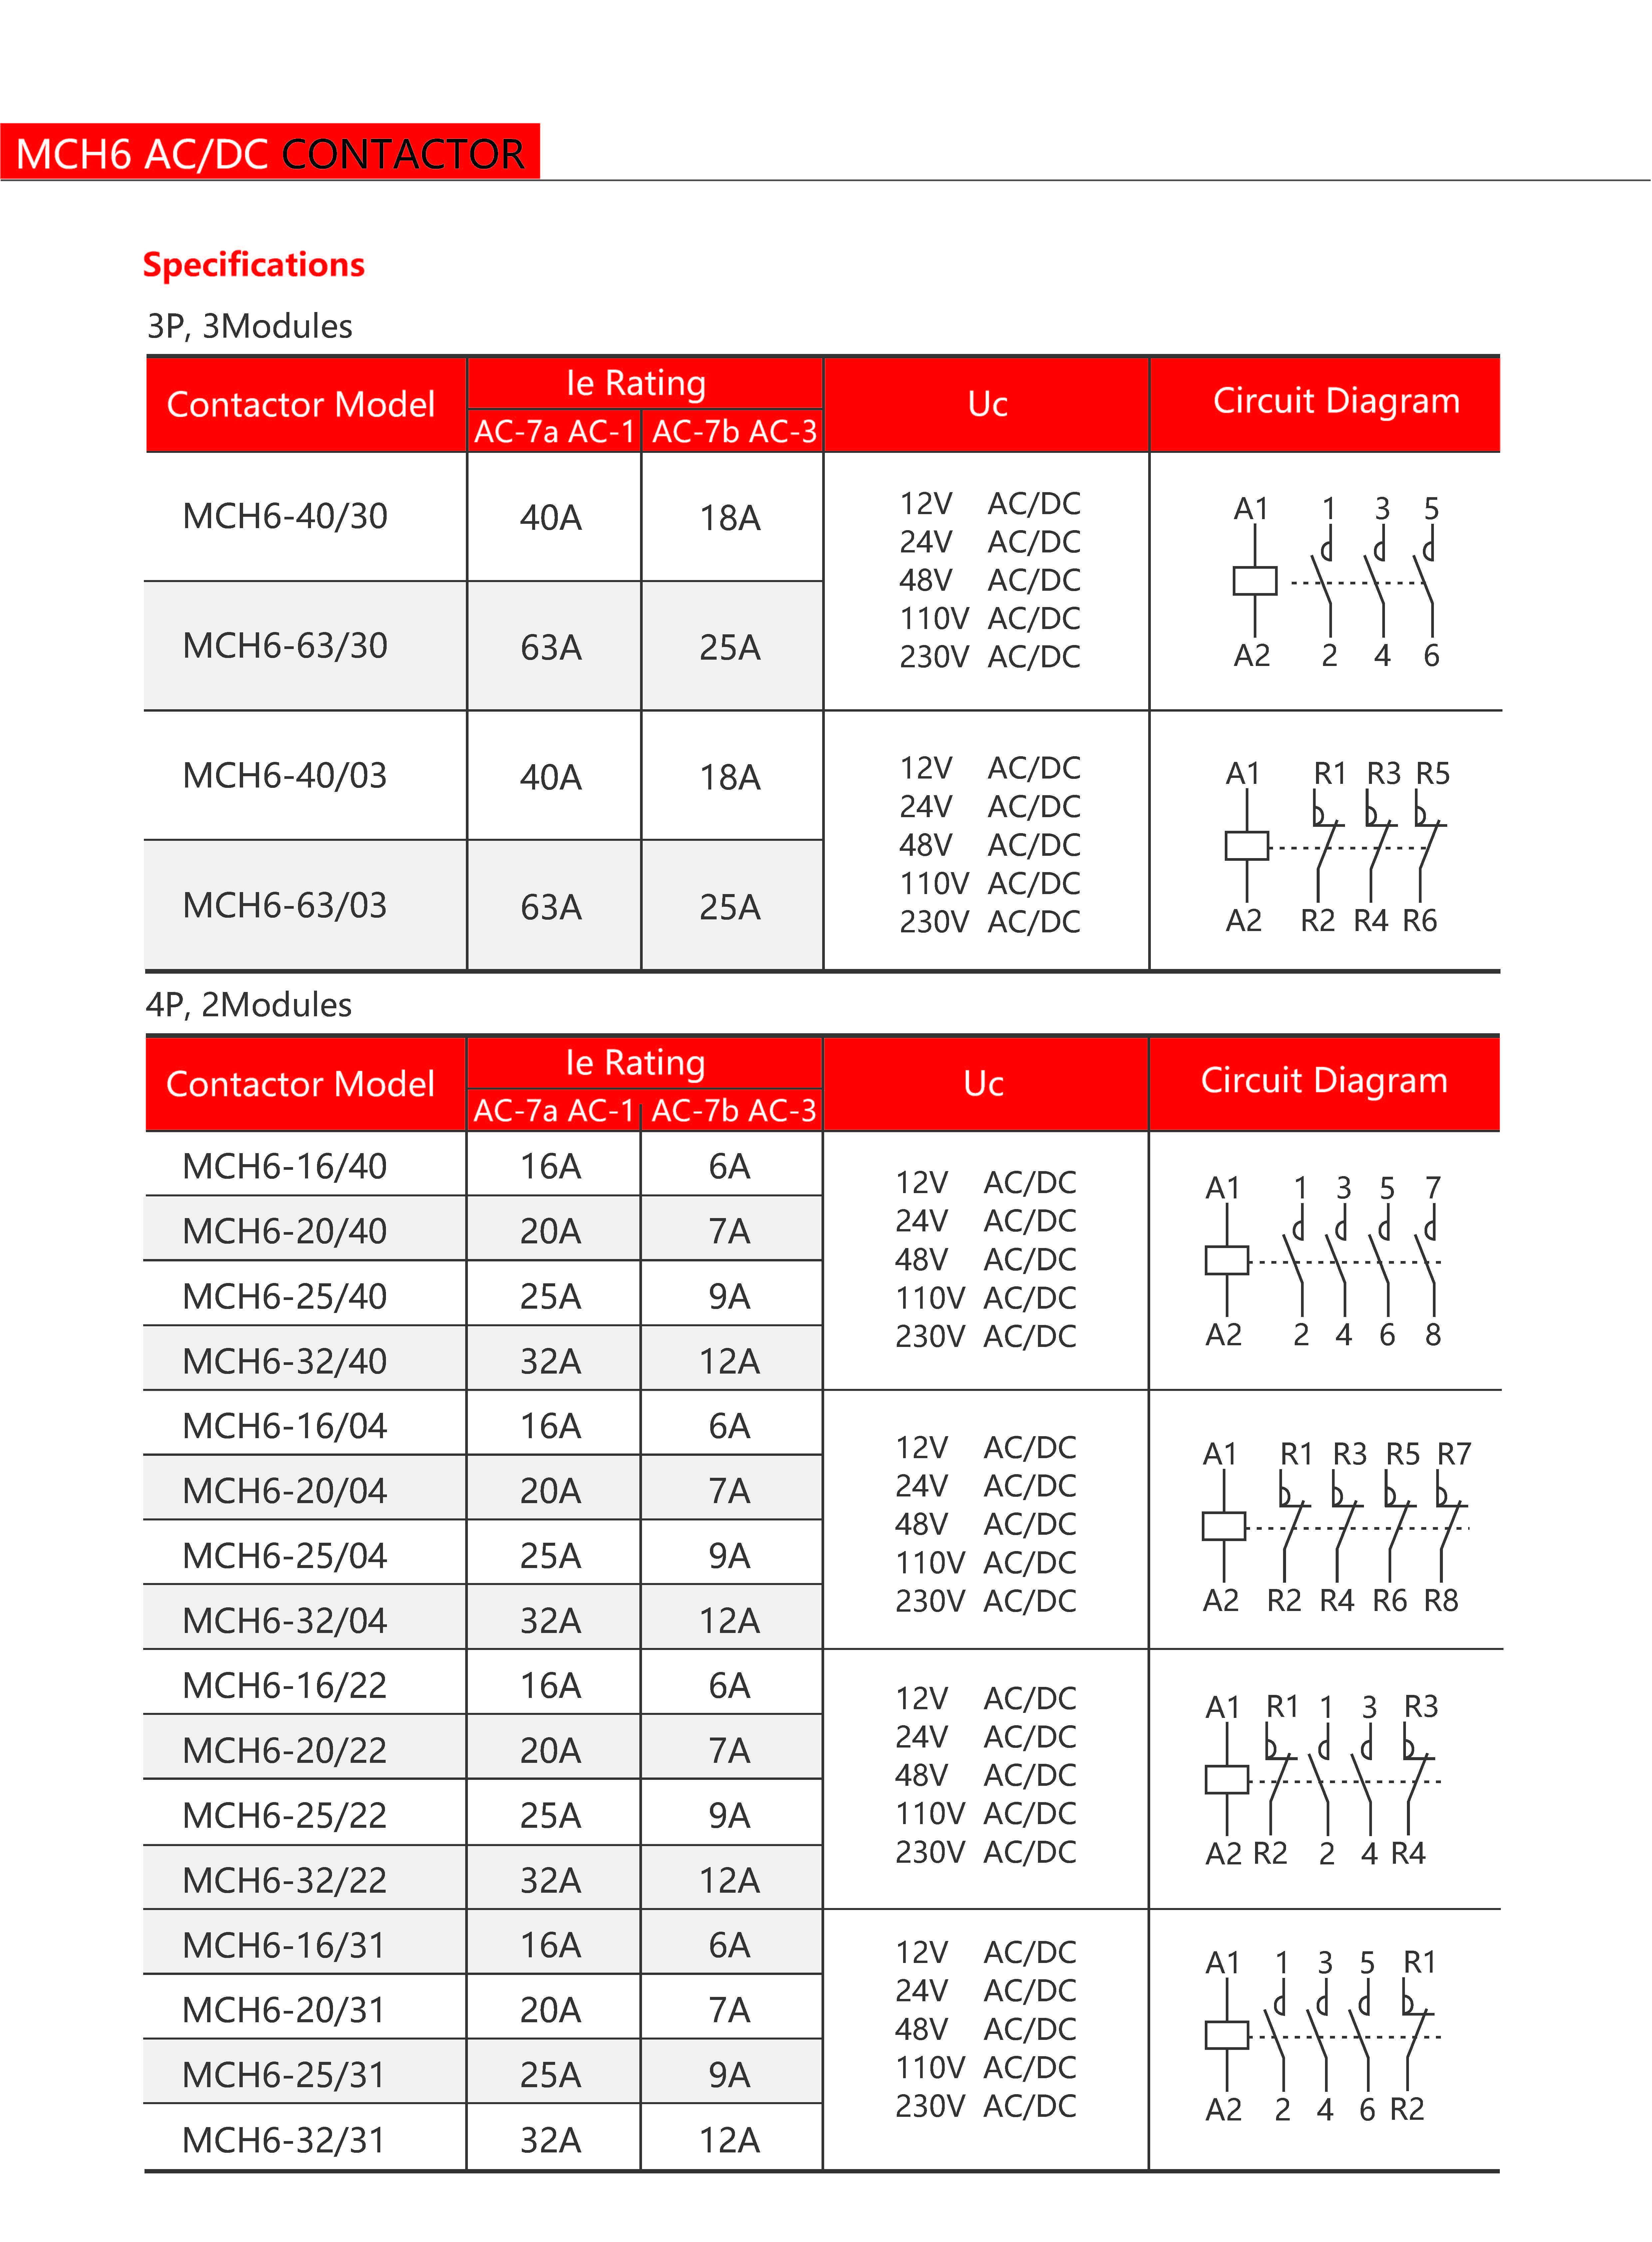 MCH6 AC/DC CONTACTOR
Specifications
3P, 3Modules
Contactor Model
Ie Rating
AC-7a AC-1
AC-7b AC-3
Uc
Circuit Diagram
MCH6-40/30 40A 18A
MCH6-63/30 63A 25A
12V AC/DC
24V AC/DC
48V AC/DC
110V AC/DC
230V AC/DC
A1 1 3 5
A2 2 4 6
MCH6-40/03 40A 18A
MCH6-63/03 63A 25A
12V AC/DC
24V AC/DC
48V AC/DC
110V AC/DC
230V AC/DC
A1 R1 R3 R5
A2 R2 R4 R6
4P, 2Modules
Contactor Model
Ie Rating
AC-7a AC-1
AC-7b AC-3
Uc
Circuit Diagram
MCH6-16/40 16A 6A
MCH6-20/40 20A 7A
MCH6-25/40 25A 9A
MCH6-32/40 32A 12A
12V AC/DC
24V AC/DC
48V AC/DC
110V AC/DC
230V AC/DC
A1 1 3 5 7
A2 2 4 6 8
MCH6-16/04 16A 6A
MCH6-20/04 20A 7A
MCH6-25/04 25A 9A
MCH6-32/04 32A 12A
12V AC/DC
24V AC/DC
48V AC/DC
110V AC/DC
230V AC/DC
A1 R1 R3 R5 R7
A2 R2 R4 R6 R8
MCH6-16/22 16A 6A
MCH6-20/22 20A 7A
MCH6-25/22 25A 9A
MCH6-32/22 32A 12A
12V AC/DC
24V AC/DC
48V AC/DC
110V AC/DC
230V AC/DC
A1 R1 1 3 R3
A2 R2 2 4 R4
MCH6-16/31 16A 6A
MCH6-20/31 20A 7A
MCH6-25/31 25A 9A
MCH6-32/31 32A 12A
12V AC/DC
24V AC/DC
48V AC/DC
110V AC/DC
230V AC/DC
A1 1 3 5 R1
A2 2 4 6 R2